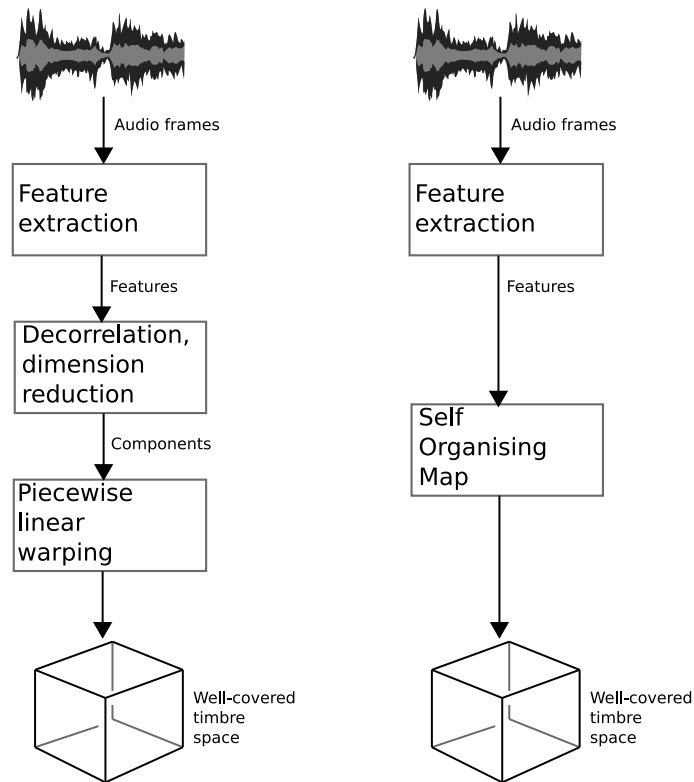 Audio frames
Feature
extraction
Features
Decorrelation,
dimension
reduction
Components
Piecewise
linear
warping
Well-covered
timbre
space
Audio frames
Feature
extraction
Features
Self
Organising
Map
Well-covered
timbre
space